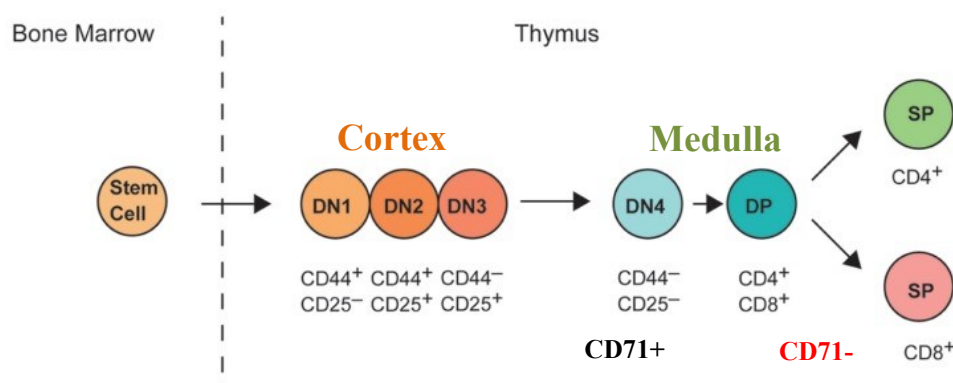 Bone Marrow
Thymus
Cortex
Medulla
Stem
Cell
DN1
DN2
DN3
DN4
DP
SP
CD4⁺
SP
CD8⁺
CD44⁺ CD44⁺ CD44⁻
CD25⁻ CD25⁺ CD25⁺
CD44⁻
CD25⁻
CD4⁺
CD8⁺
CD71+
CD71-